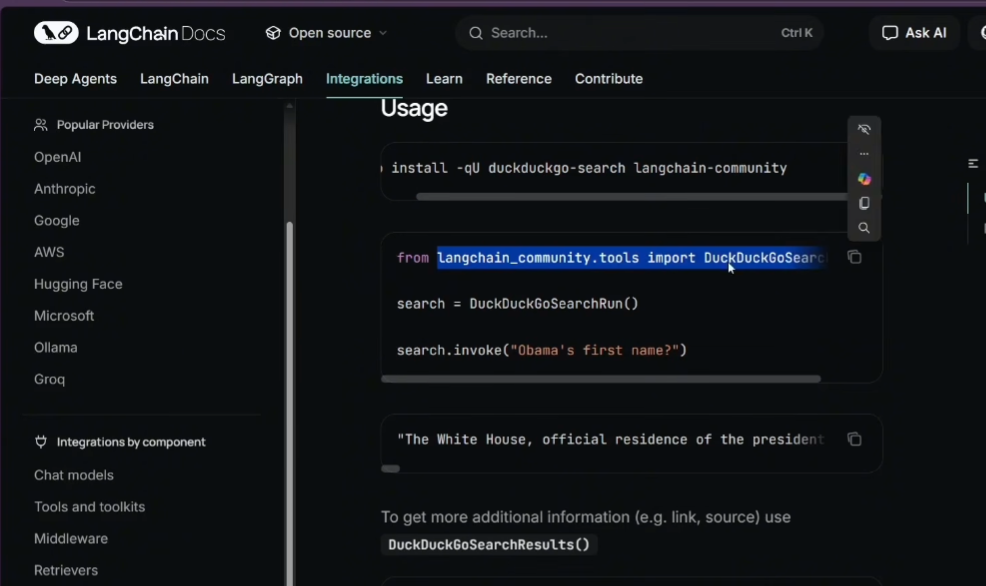 LangChain Docs
Open source
Search...
Ctrl K
Ask AI
Deep Agents
LangChain
LangGraph
Integrations
Learn
Reference
Contribute
Popular Providers
OpenAI
Anthropic
Google
AWS
Hugging Face
Microsoft
Ollama
Groq
Integrations by component
Chat models
Tools and toolkits
Middleware
Retrievers
Usage
install -qU duckduckgo-search langchain-community
from langchain_community.tools import DuckDuckGoSearc
search = DuckDuckGoSearchRun()
search.invoke("Obama's first name?")
"The White House, official residence of the president
To get more additional information (e.g. link, source) use
DuckDuckGoSearchResults()